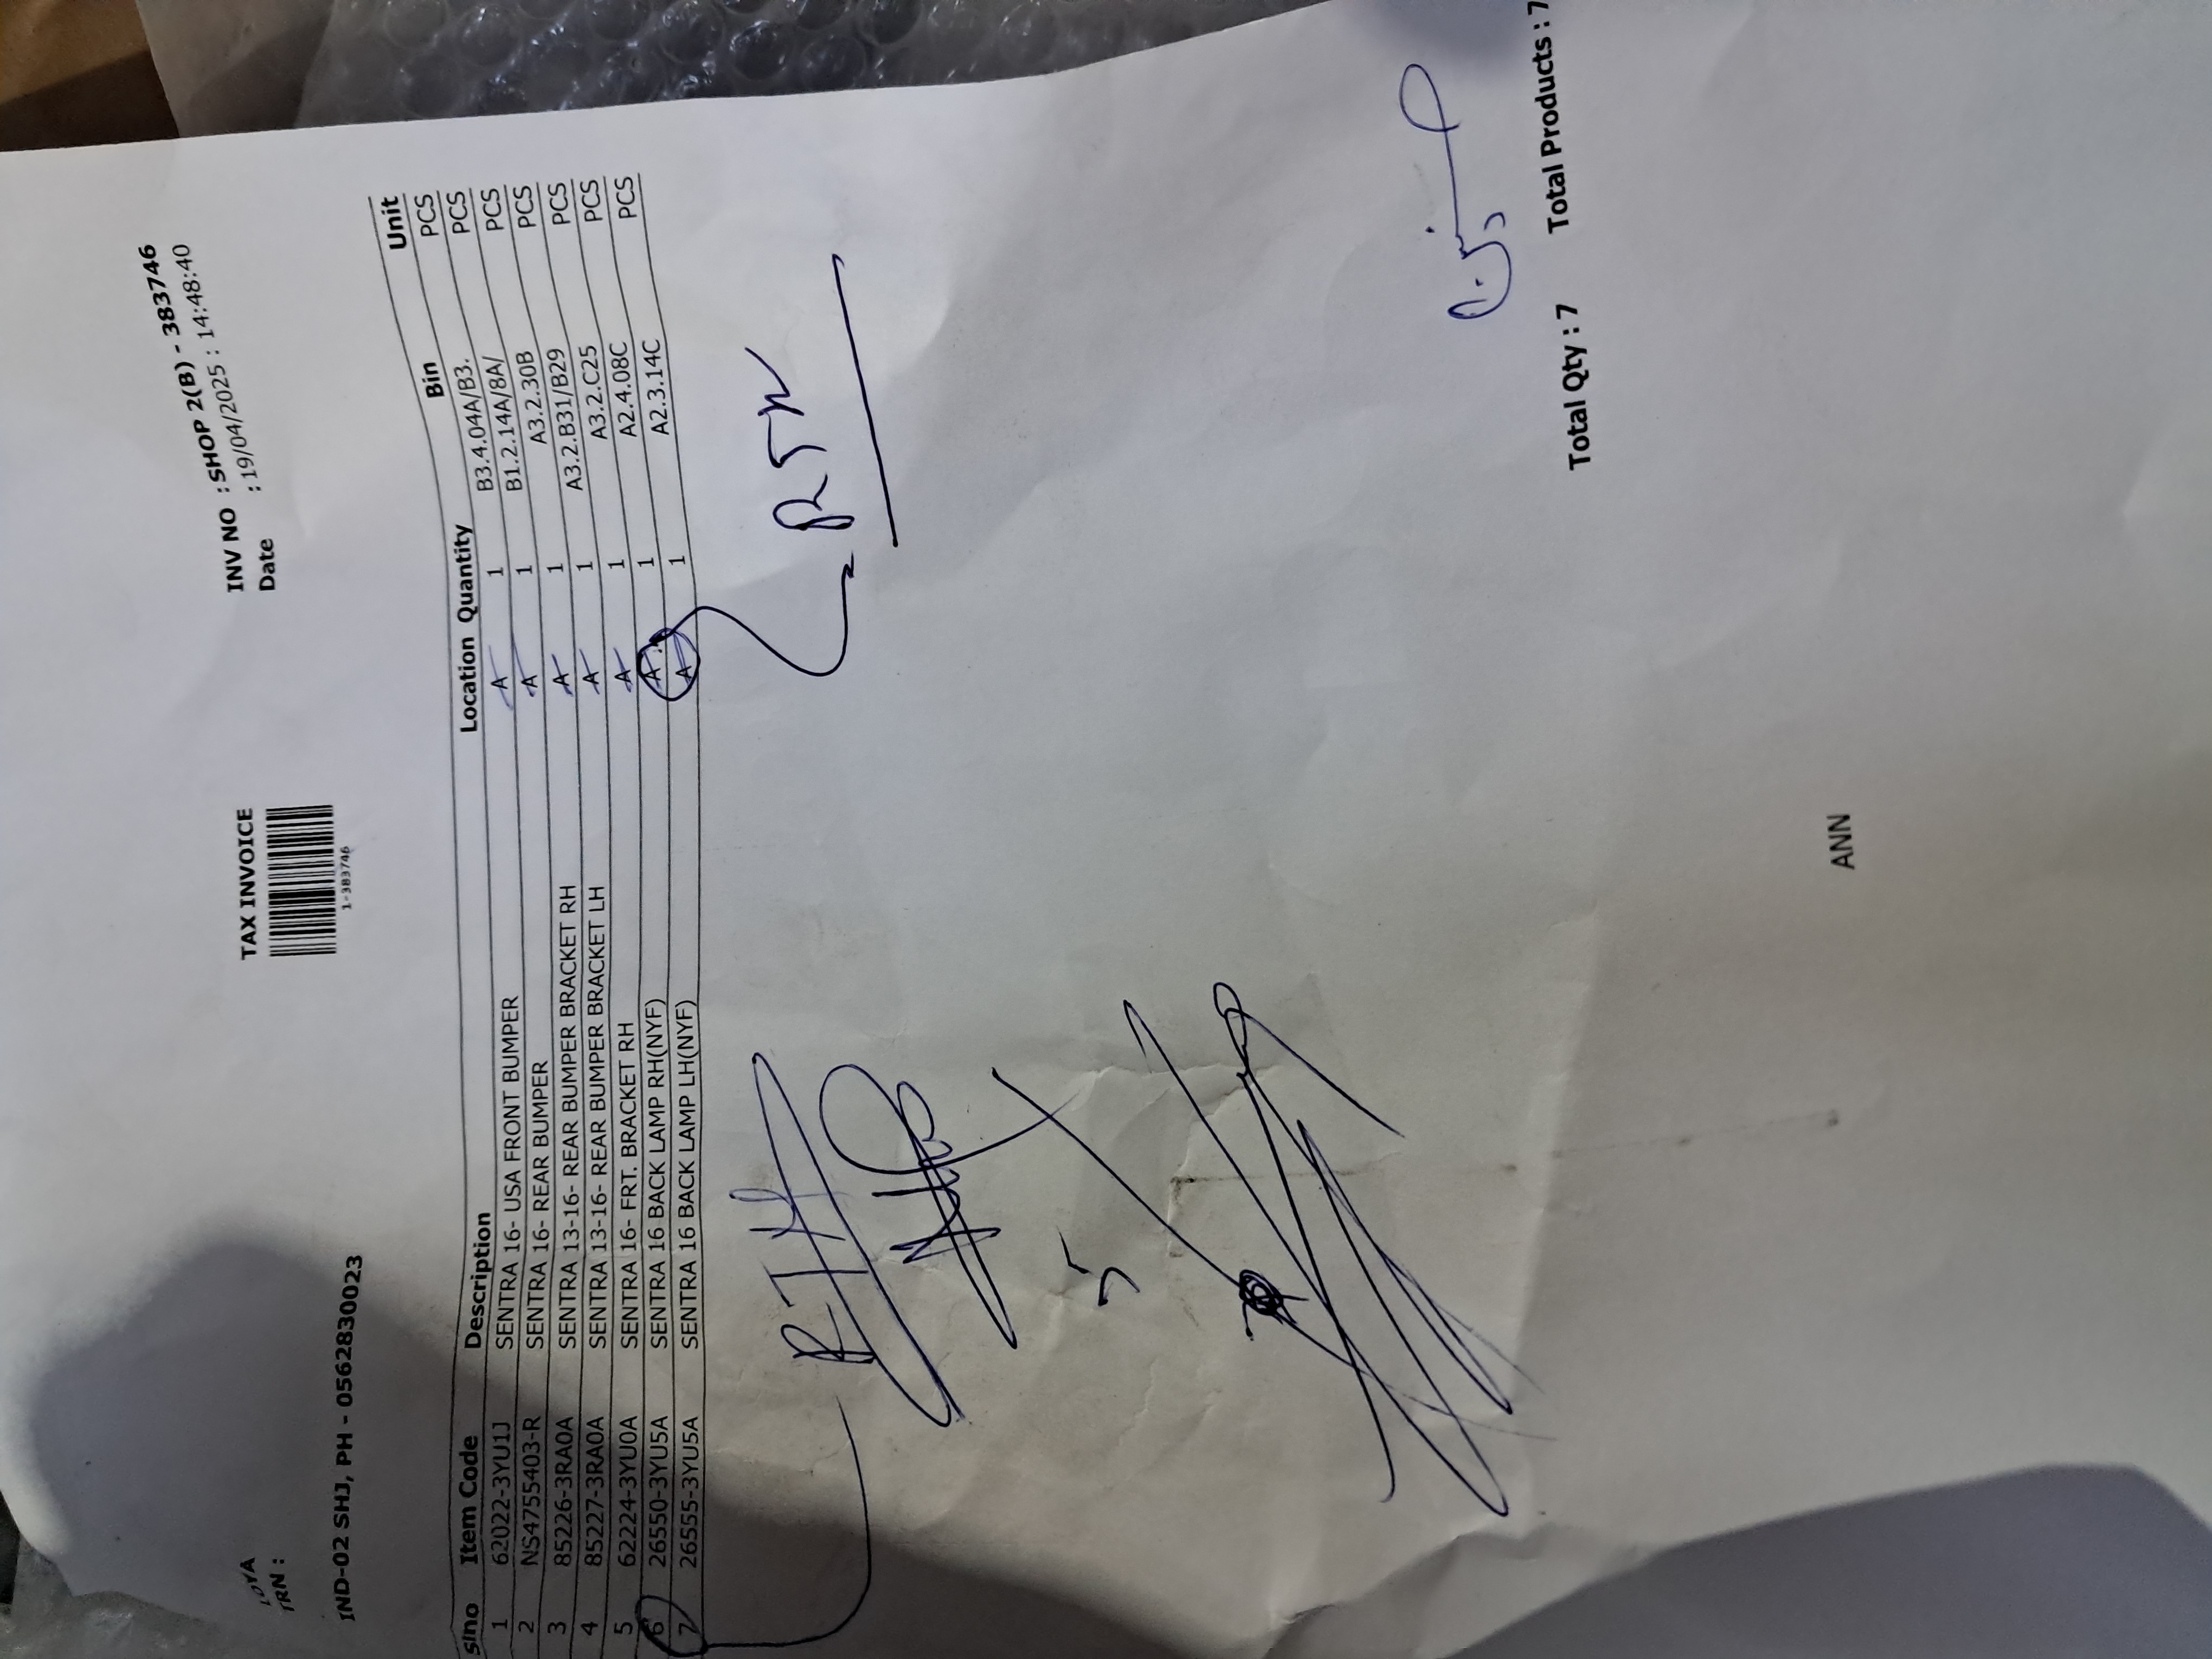 LOYA
TRN :
TAX INVOICE
1-383746
INV NO : SHOP 2(B) - 383746
Date : 19/04/2025 : 14:48:40
IND-02 SHJ, PH - 0562830023
Slno Item Code Description Location Quantity Bin Unit
1 62022-3YU1J SENTRA 16- USA FRONT BUMPER A 1 B3.4.04A/B3. PCS
2 NS4755403-R SENTRA 16- REAR BUMPER A 1 B1.2.14A/8A/ PCS
3 85226-3RA0A SENTRA 13-16- REAR BUMPER BRACKET RH A 1 A3.2.30B PCS
4 85227-3RA0A SENTRA 13-16- REAR BUMPER BRACKET LH A 1 A3.2.B31/B29 PCS
5 62224-3YU0A SENTRA 16- FRT. BRACKET RH A 1 A3.2.C25 PCS
6 26550-3YU5A SENTRA 16 BACK LAMP RH(NYF) A 1 A2.4.08C PCS
7 26555-3YU5A SENTRA 16 BACK LAMP LH(NYF) A 1 A2.3.14C PCS
RTN
5
Total Qty : 7 Total Products : 7
ANN